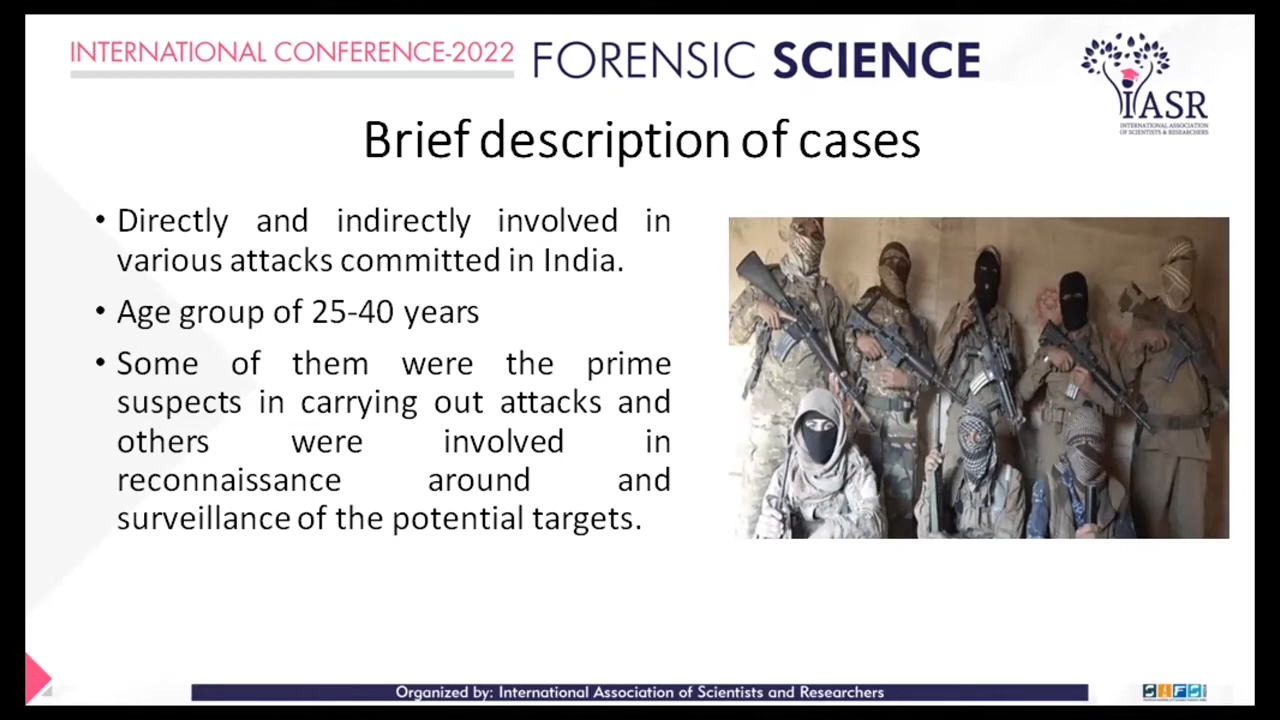 INTERNATIONAL CONFERENCE-2022 FORENSIC SCIENCE
IASR
INTERNATIONAL ASSOCIATION
OF SCIENTISTS & RESEARCHERS
Brief description of cases
• Directly and indirectly involved in
various attacks committed in India.
• Age group of 25-40 years
• Some of them were the prime
suspects in carrying out attacks and
others were involved in
reconnaissance around and
surveillance of the potential targets.
Organized by: International Association of Scientists and Researchers
SIFS